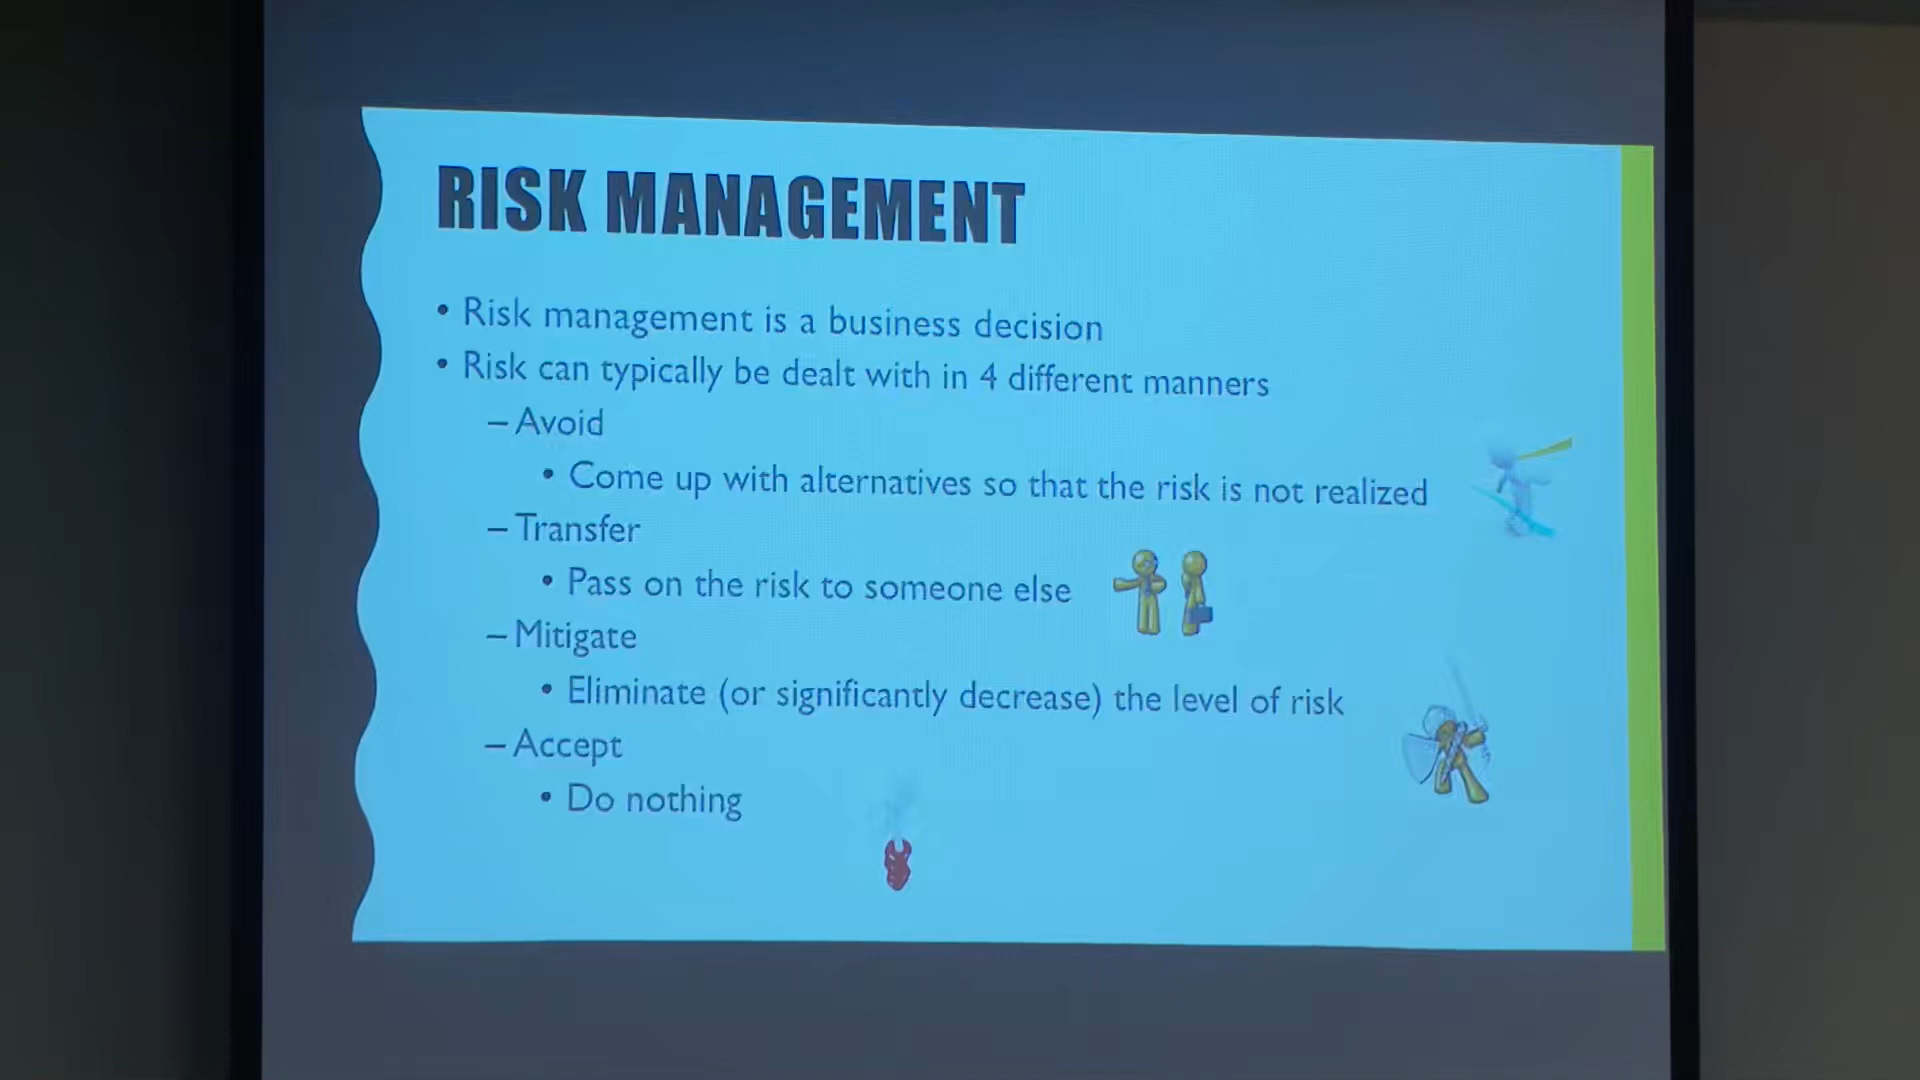 RISK MANAGEMENT
• Risk management is a business decision
• Risk can typically be dealt with in 4 different manners
– Avoid
• Come up with alternatives so that the risk is not realized
– Transfer
• Pass on the risk to someone else
– Mitigate
• Eliminate (or significantly decrease) the level of risk
– Accept
• Do nothing